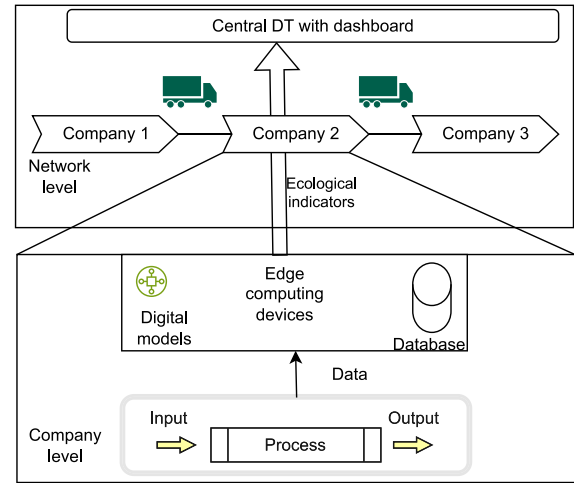 Central DT with dashboard
Company 1
Company 2
Company 3
Network
level
Ecological
indicators
Edge
computing
devices
Digital
models
Database
Data
Input
Output
Process
Company
level